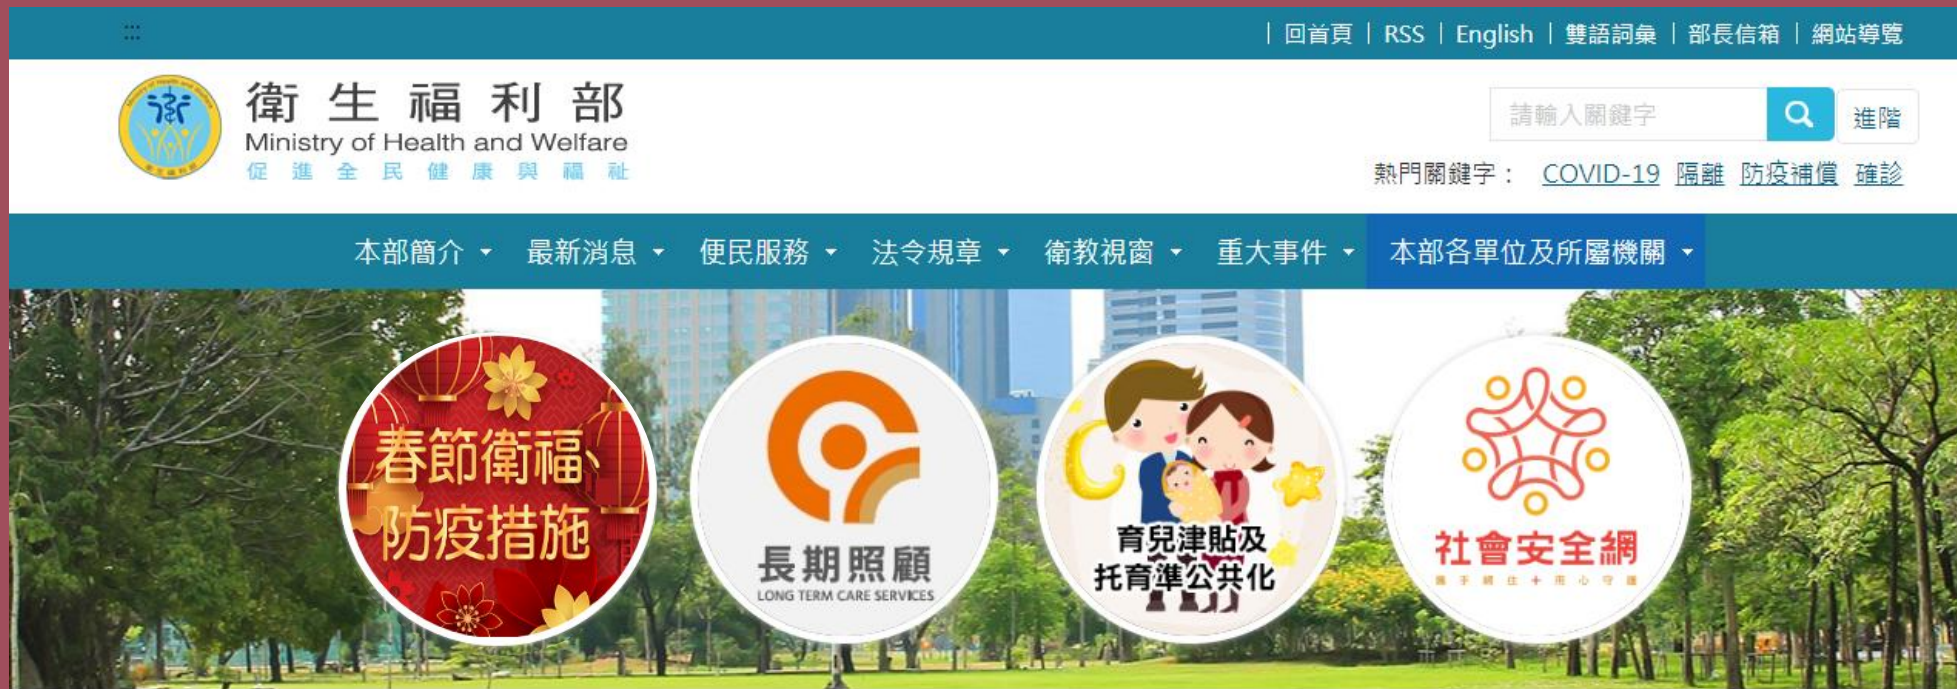 回首頁 | RSS | English | 雙語詞彙 | 部長信箱 | 網站導覽
衛生福利部
Ministry of Health and Welfare
促進全民健康與福祉
請輸入關鍵字
進階
熱門關鍵字： COVID-19 隔離 防疫補償 確診
本部簡介 最新消息 便民服務 法令規章 衛教視窗 重大事件 本部各單位及所屬機關
春節衛福、
防疫措施
長期照顧
LONG TERM CARE SERVICES
育兒津貼及
托育準公共化
社會安全網